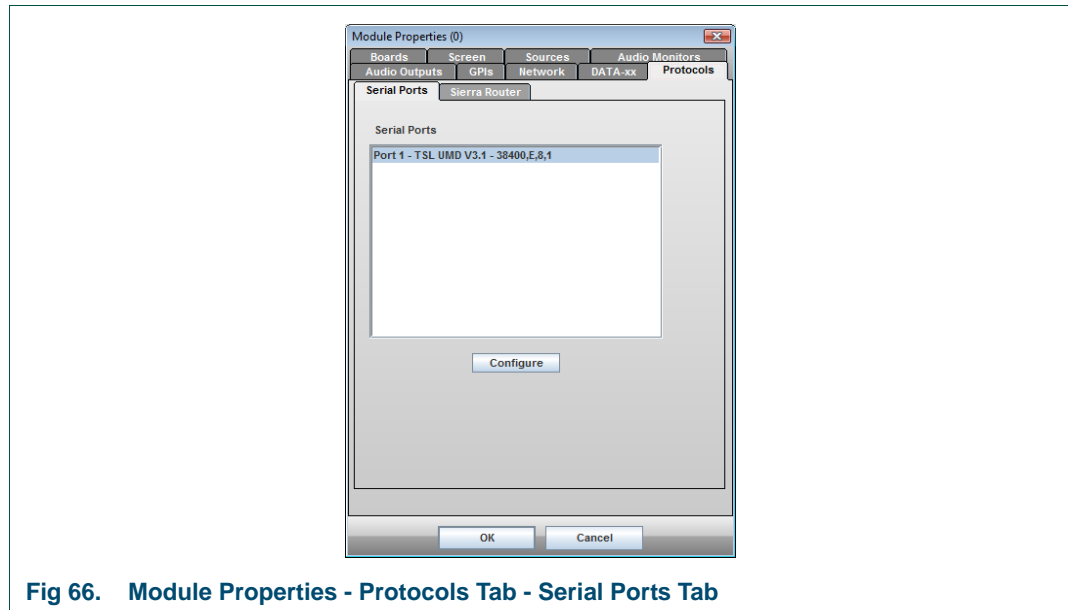 Module Properties (0)
Boards Screen Sources Audio Monitors
Audio Outputs GPIs Network DATA-xx Protocols
Serial Ports Sierra Router
Serial Ports
Port 1 - TSL UMD V3.1 - 38400,E,8,1
Configure
OK Cancel
Fig 66. Module Properties - Protocols Tab - Serial Ports Tab